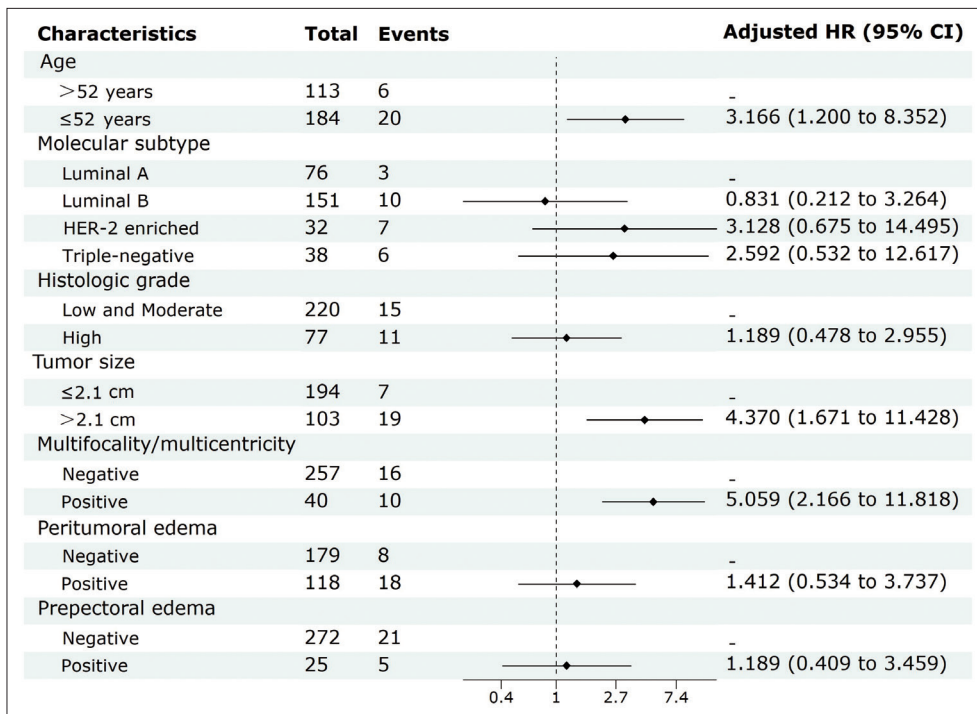 Characteristics Total Events Adjusted HR (95% CI)
Age
>52 years 113 6 -
≤52 years 184 20 3.166 (1.200 to 8.352)
Molecular subtype
Luminal A 76 3 -
Luminal B 151 10 0.831 (0.212 to 3.264)
HER-2 enriched 32 7 3.128 (0.675 to 14.495)
Triple-negative 38 6 2.592 (0.532 to 12.617)
Histologic grade
Low and Moderate 220 15 -
High 77 11 1.189 (0.478 to 2.955)
Tumor size
≤2.1 cm 194 7 -
>2.1 cm 103 19 4.370 (1.671 to 11.428)
Multifocality/multicentricity
Negative 257 16 -
Positive 40 10 5.059 (2.166 to 11.818)
Peritumoral edema
Negative 179 8 -
Positive 118 18 1.412 (0.534 to 3.737)
Prepectoral edema
Negative 272 21 -
Positive 25 5 1.189 (0.409 to 3.459)
0.4 1 2.7 7.4